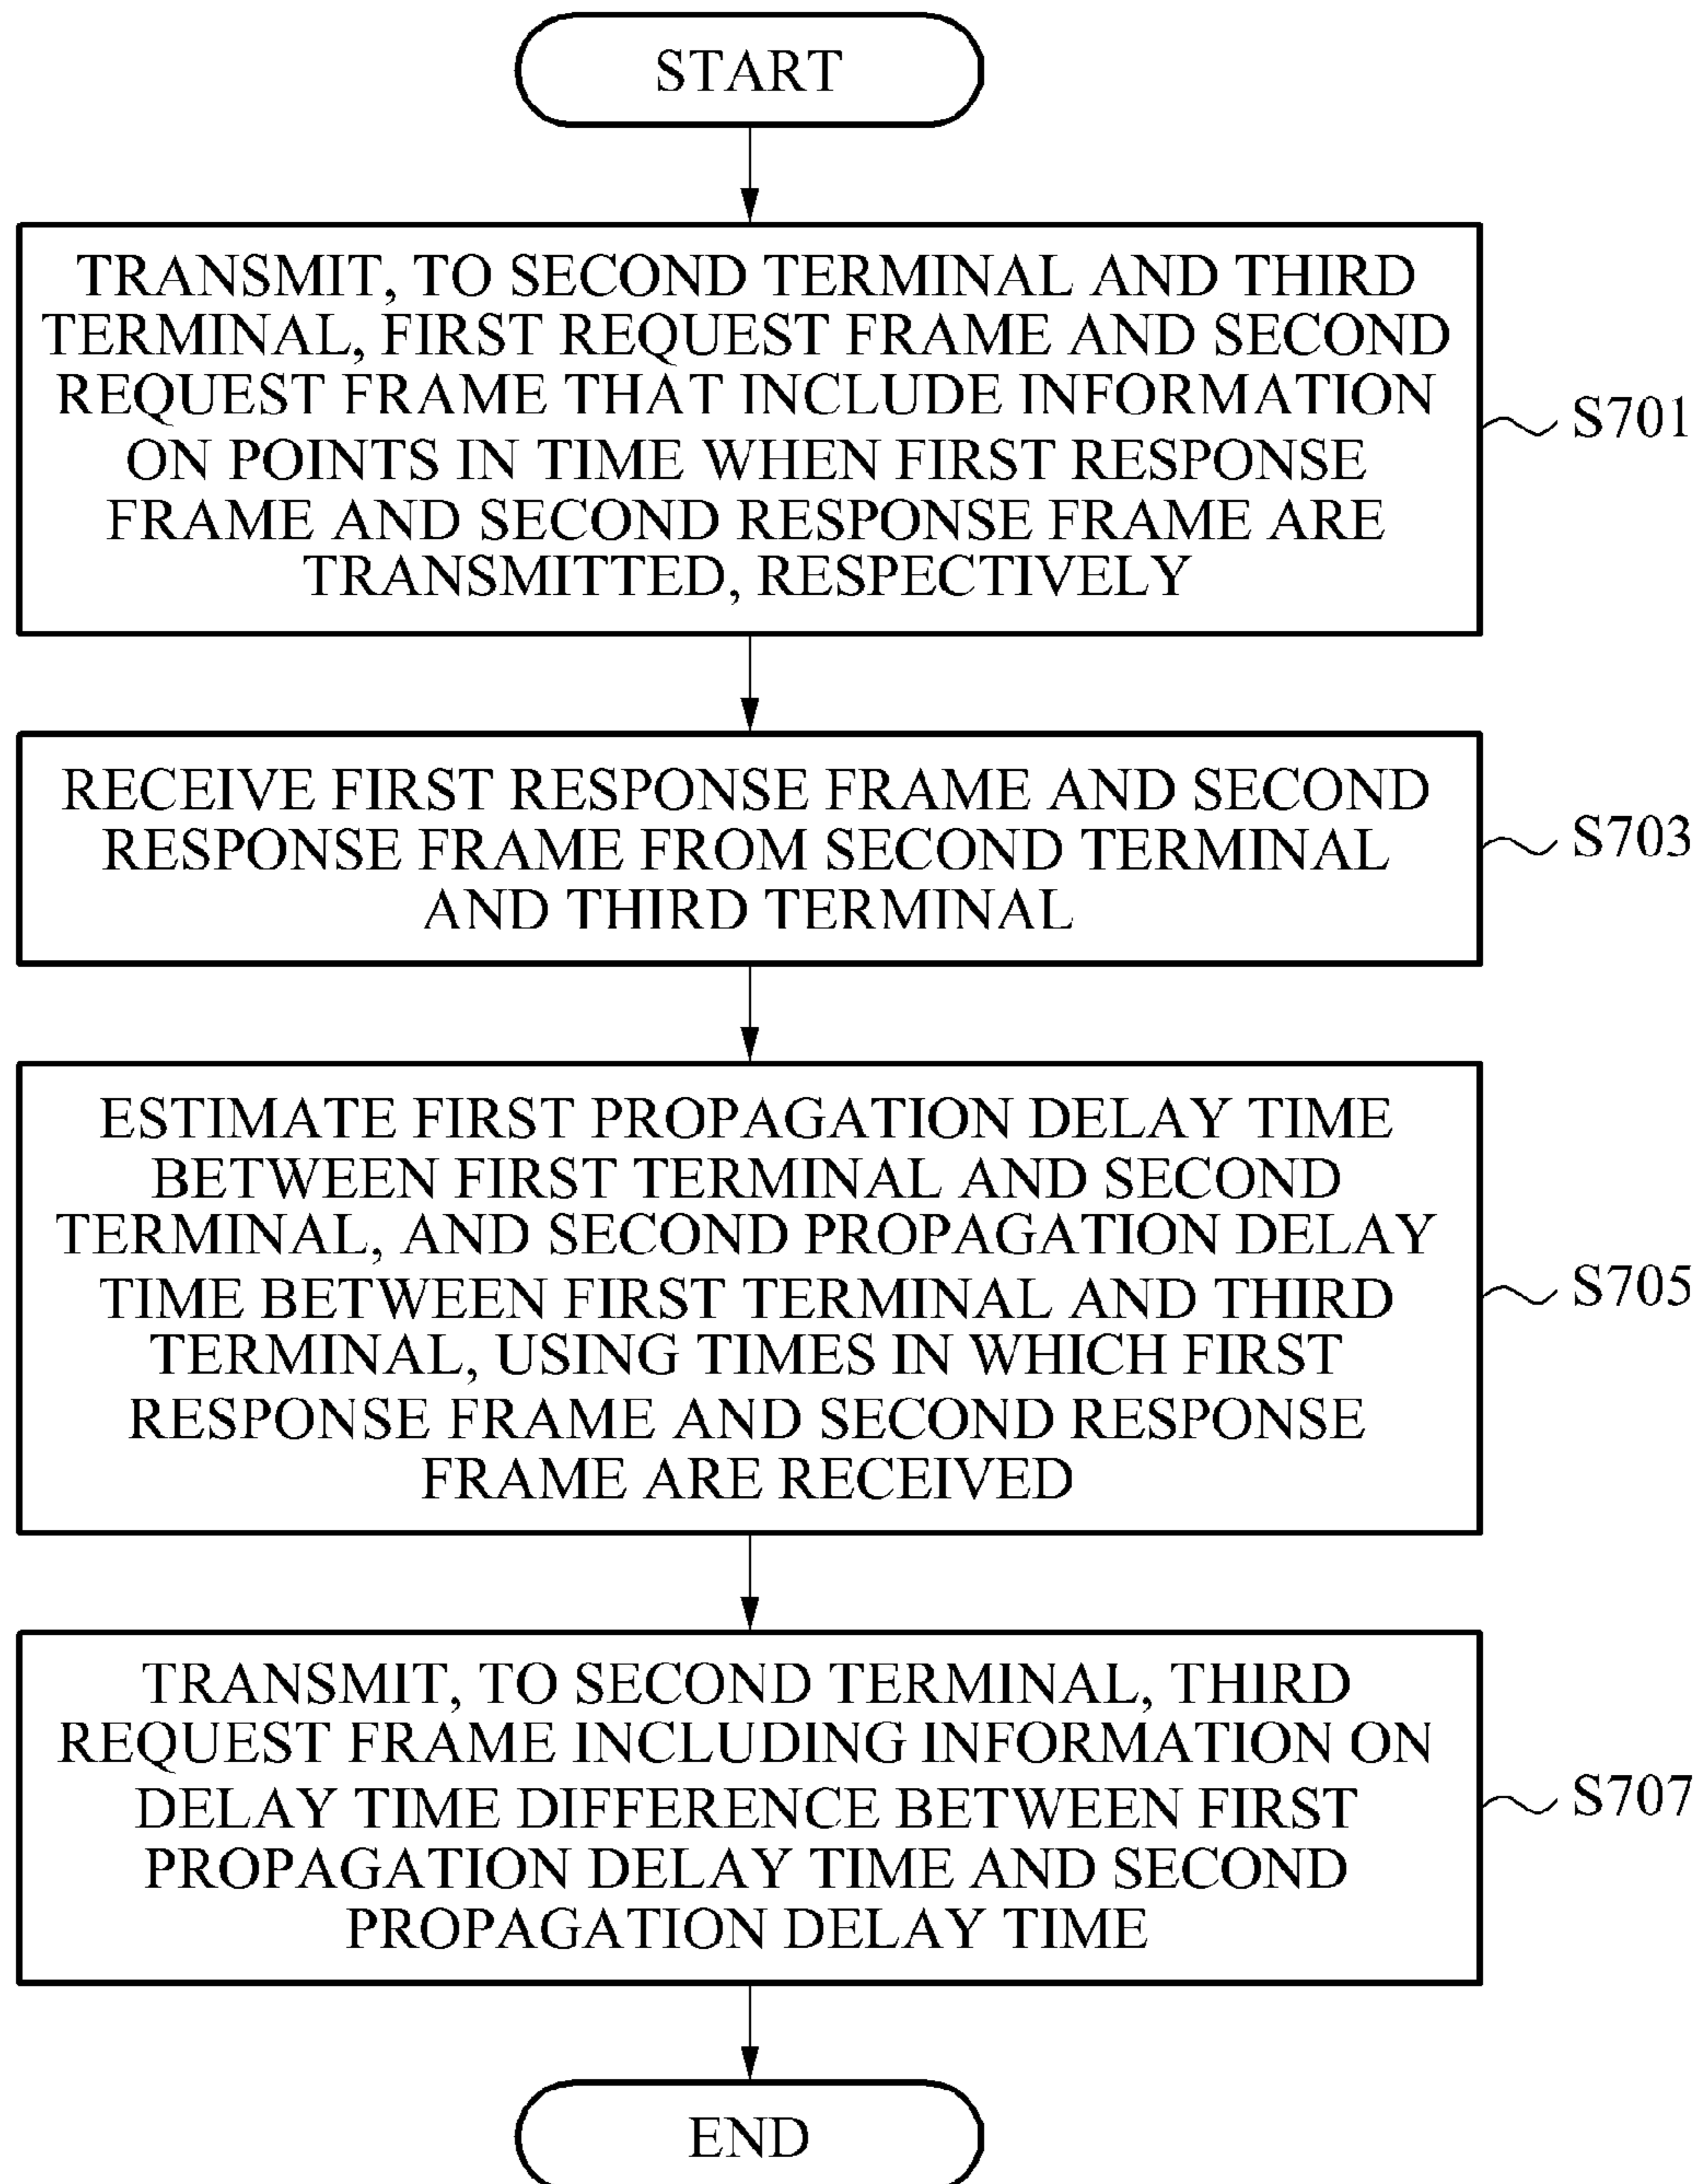 START
TRANSMIT, TO SECOND TERMINAL AND THIRD
TERMINAL, FIRST REQUEST FRAME AND SECOND
REQUEST FRAME THAT INCLUDE INFORMATION
ON POINTS IN TIME WHEN FIRST RESPONSE
FRAME AND SECOND RESPONSE FRAME ARE
TRANSMITTED, RESPECTIVELY
S701
RECEIVE FIRST RESPONSE FRAME AND SECOND
RESPONSE FRAME FROM SECOND TERMINAL
AND THIRD TERMINAL
S703
ESTIMATE FIRST PROPAGATION DELAY TIME
BETWEEN FIRST TERMINAL AND SECOND
TERMINAL, AND SECOND PROPAGATION DELAY
TIME BETWEEN FIRST TERMINAL AND THIRD
TERMINAL, USING TIMES IN WHICH FIRST
RESPONSE FRAME AND SECOND RESPONSE
FRAME ARE RECEIVED
S705
TRANSMIT, TO SECOND TERMINAL, THIRD
REQUEST FRAME INCLUDING INFORMATION ON
DELAY TIME DIFFERENCE BETWEEN FIRST
PROPAGATION DELAY TIME AND SECOND
PROPAGATION DELAY TIME
S707
END